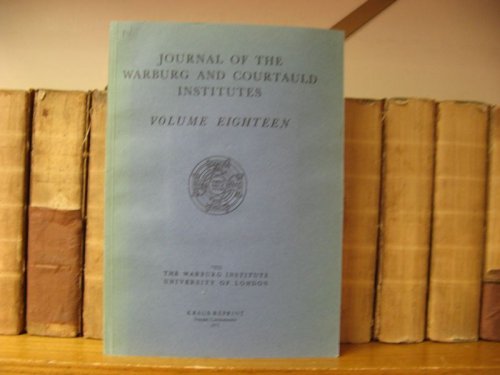 JOURNAL OF THE
WARBURG AND COURTAULD
INSTITUTES
VOLUME EIGHTEEN
THE WARBURG INSTITUTE
UNIVERSITY OF LONDON
KRAUS REPRINT